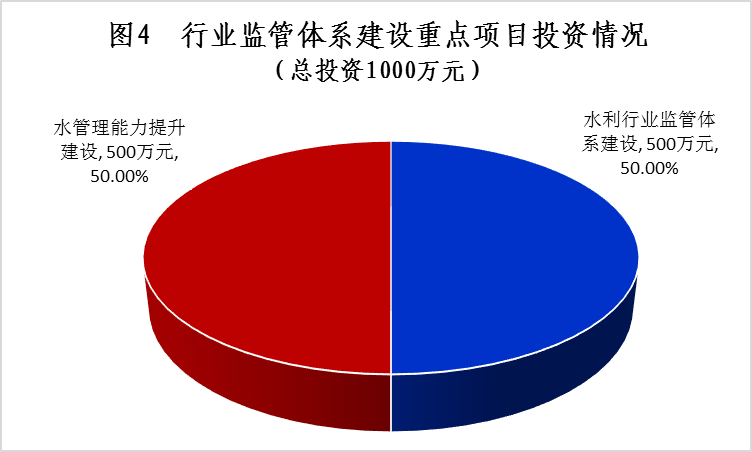 图4 行业监管体系建设重点项目投资情况
（总投资1000万元）
水管理能力提升
建设, 500万元,
50.00%
水利行业监管体
系建设, 500万元,
50.00%